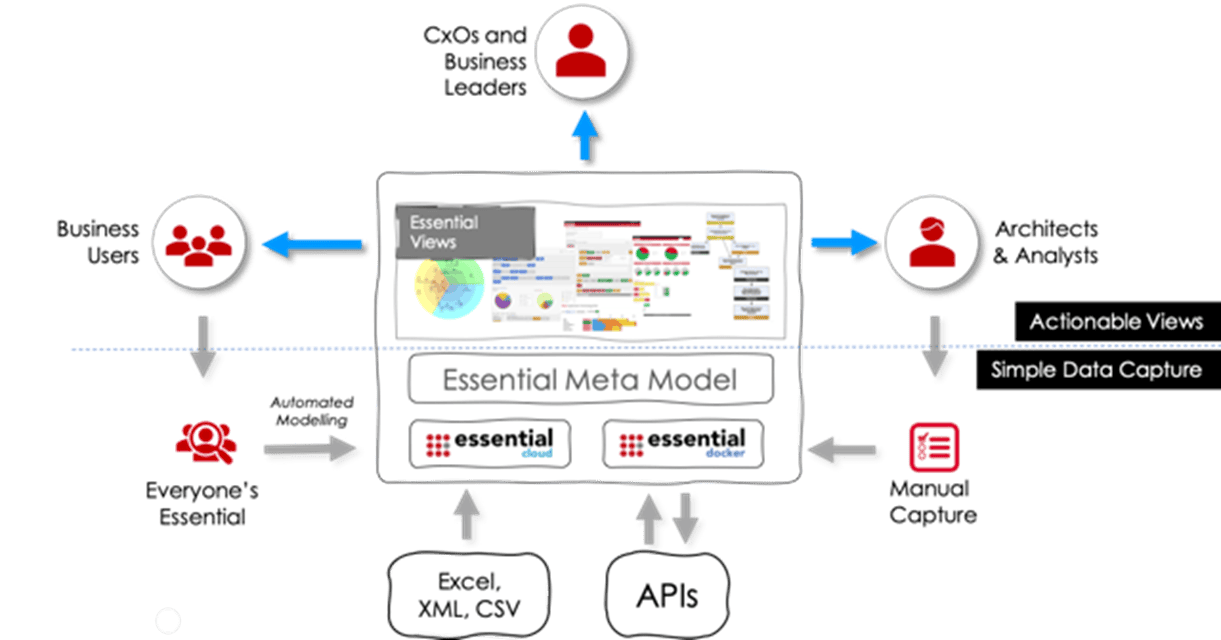 CxOs and
Business
Leaders
Business
Users
Essential
Views
Architects
& Analysts
Actionable Views
Simple Data Capture
Essential Meta Model
Automated
Modelling
essential
cloud
essential
docker
Everyone's
Essential
Manual
Capture
Excel,
XML, CSV
APIs